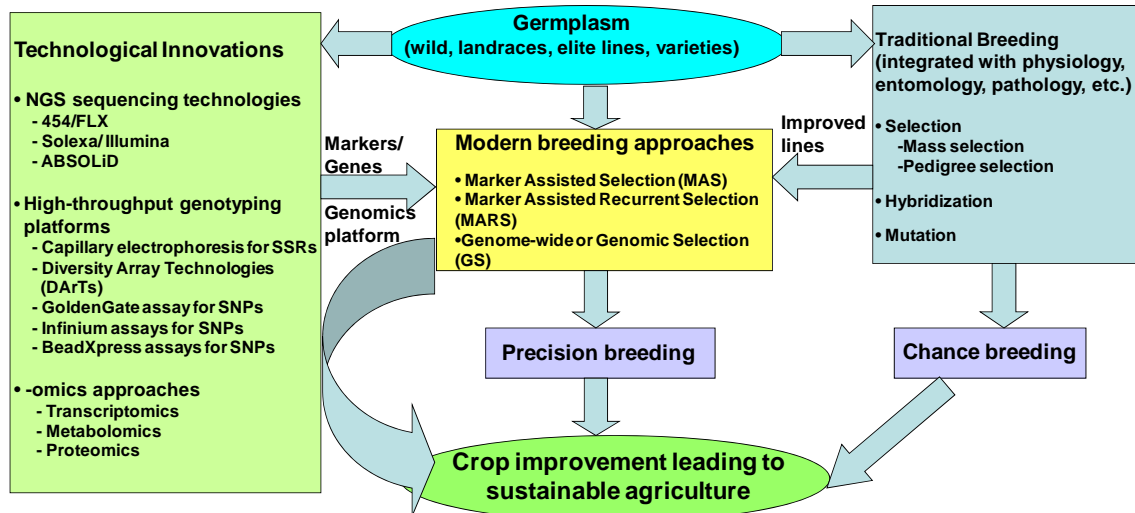 Germplasm
(wild, landraces, elite lines, varieties)
Technological Innovations
• NGS sequencing technologies
- 454/FLX
- Solexa/ Illumina
- ABSOLiD
• High-throughput genotyping
platforms
- Capillary electrophoresis for SSRs
- Diversity Array Technologies
(DArTs)
- GoldenGate assay for SNPs
- Infinium assays for SNPs
- BeadXpress assays for SNPs
• -omics approaches
- Transcriptomics
- Metabolomics
- Proteomics
Markers/
Genes
Genomics
platform
Modern breeding approaches
• Marker Assisted Selection (MAS)
• Marker Assisted Recurrent Selection
(MARS)
•Genome-wide or Genomic Selection
(GS)
Improved
lines
Traditional Breeding
(integrated with physiology,
entomology, pathology, etc.)
• Selection
-Mass selection
-Pedigree selection
• Hybridization
• Mutation
Precision breeding
Chance breeding
Crop improvement leading to
sustainable agriculture